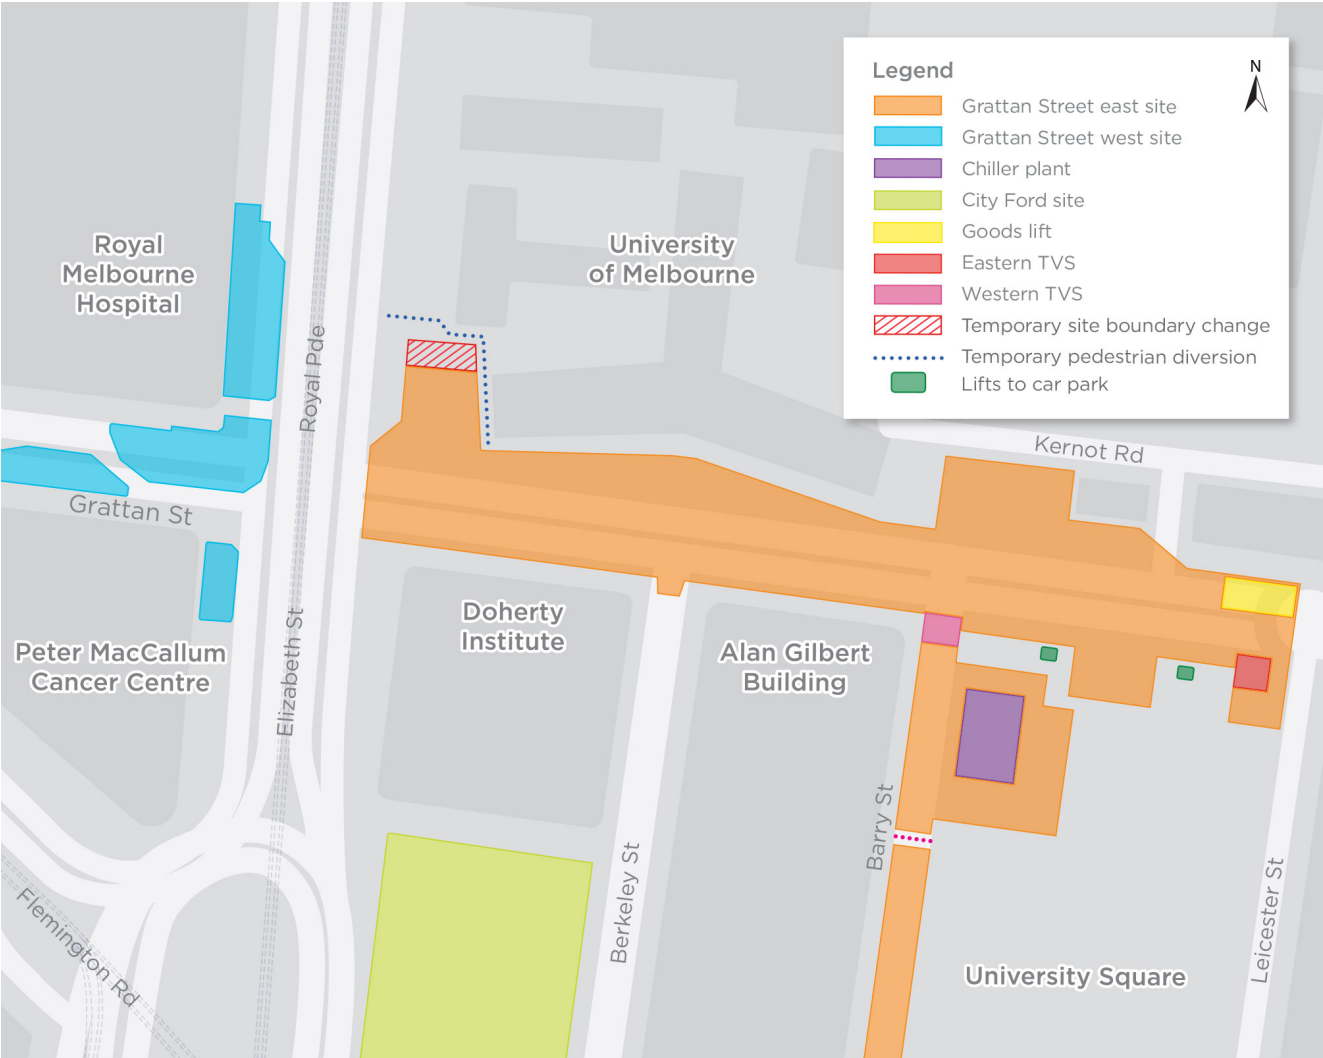 Legend
N
Grattan Street east site
Grattan Street west site
Chiller plant
City Ford site
Goods lift
Eastern TVS
Western TVS
Temporary site boundary change
Temporary pedestrian diversion
Lifts to car park
Royal
Melbourne
Hospital
University
of Melbourne
Royal Pde
Kernot Rd
Grattan St
Doherty
Institute
Alan Gilbert
Building
Peter MacCallum
Cancer Centre
Elizabeth St
Barry St
Berkeley St
Leicester St
Flemington Rd
University Square